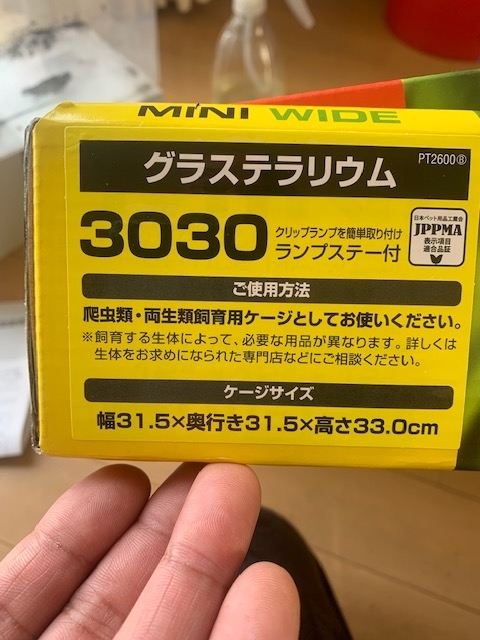 MINI WIDE
グラステラリウム
PT2600Ⓑ
3030
クリップランプを簡単取り付け
ランプステー付
日本ペット用品工業会
JPPMA
表示項目
適合品証
ご使用方法
爬虫類・両生類飼育用ケージとしてお使いください。
※飼育する生体によって、必要な用品が異なります。詳しくは
生体をお求めになられた専門店などにご相談ください。
ケージサイズ
幅31.5×奥行き31.5×高さ33.0cm